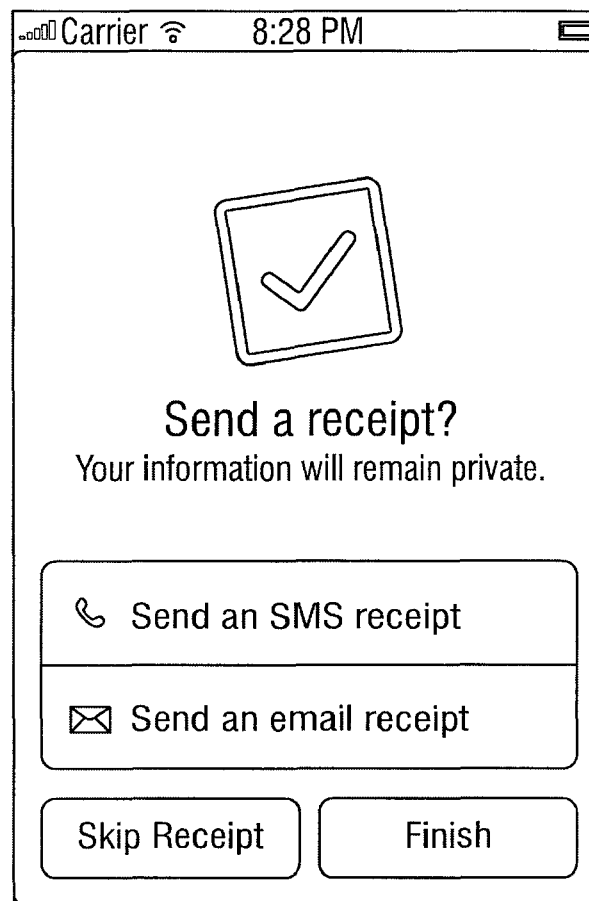 Carrier 8:28 PM
Send a receipt?
Your information will remain private.
Send an SMS receipt
Send an email receipt
Skip Receipt
Finish